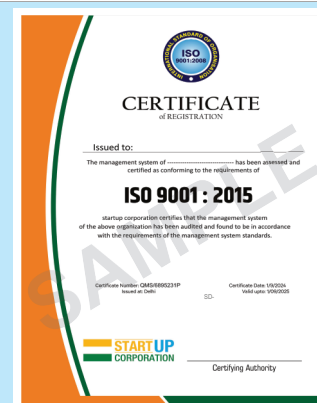 INTERNATIONAL STANDARD OF ORGANISATION
ISO
9001:2008
CERTIFICATE
of REGISTRATION
Issued to:
The management system of ---------------------------- has been assessed and
certified as conforming to the requirements of
ISO 9001 : 2015
startup corporation certifies that the management system
of the above organization has been audited and found to be in accordance
with the requirements of the management system standards.
SAMPLE
Certificate Number: QMS/6895231P
Issued at: Delhi
Certificate Date: 1/9/2024
Valid upto: 1/09/2025
SD-
START UP
CORPORATION
Certifying Authority